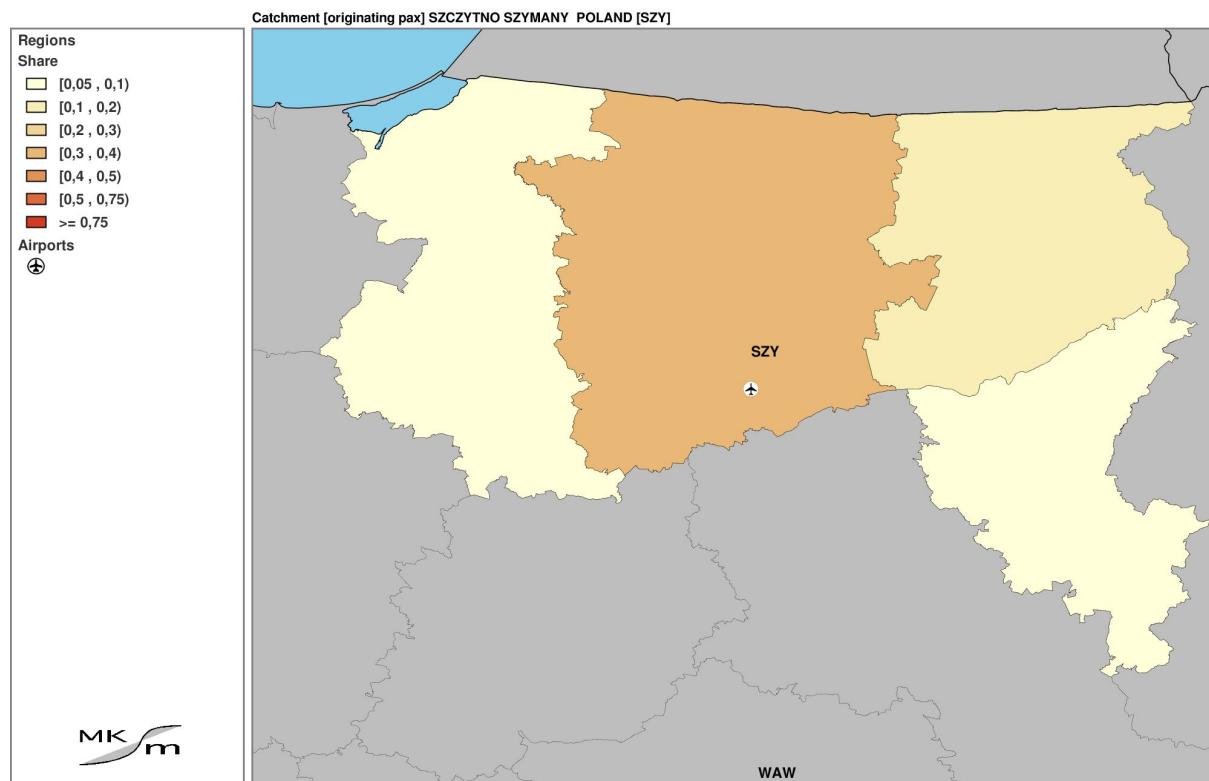 Catchment [originating pax] SZCZYTNO SZYMANY  POLAND [SZY]
Regions
Share
[0,05 , 0,1)
[0,1 , 0,2)
[0,2 , 0,3)
[0,3 , 0,4)
[0,4 , 0,5)
[0,5 , 0,75)
>= 0,75
Airports
SZY
MK m
WAW